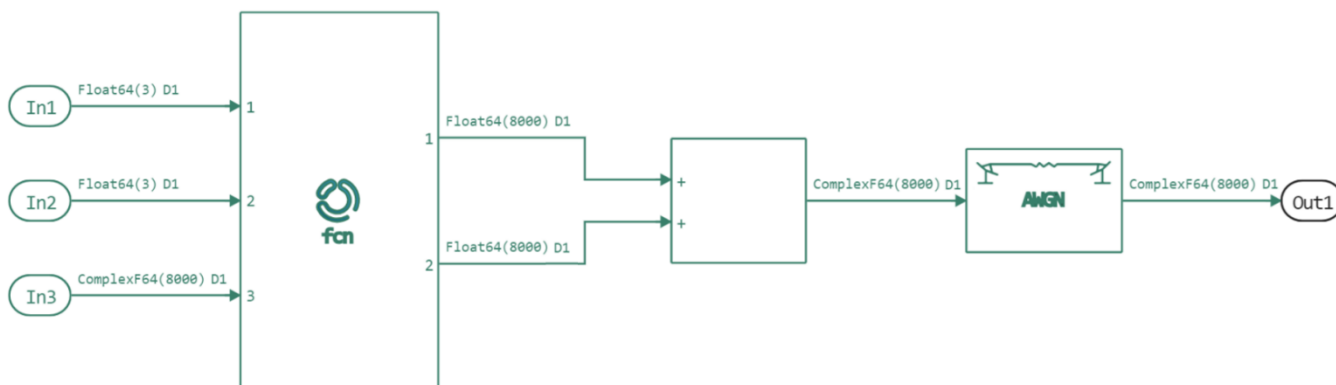 In1
Float64(3) D1
1
In2
Float64(3) D1
2
In3
ComplexF64(8000) D1
3
fcn
1
Float64(8000) D1
2
Float64(8000) D1
+
+
ComplexF64(8000) D1
AWGN
ComplexF64(8000) D1
Out1